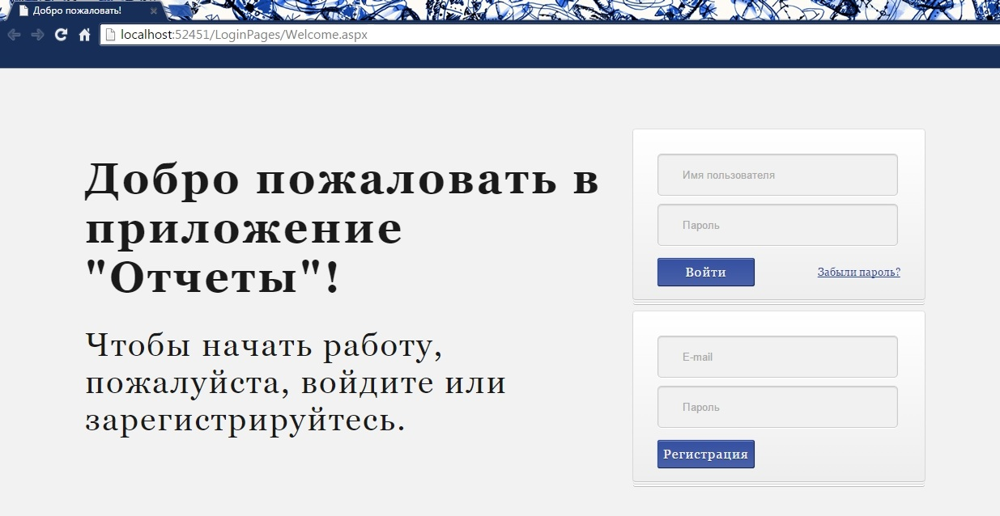 Добро пожаловать!
localhost:52451/LoginPages/Welcome.aspx
Добро пожаловать в
приложение
"Отчеты"!
Чтобы начать работу,
пожалуйста, войдите или
зарегистрируйтесь.
Имя пользователя
Пароль
Войти
Забыли пароль?
E-mail
Пароль
Регистрация